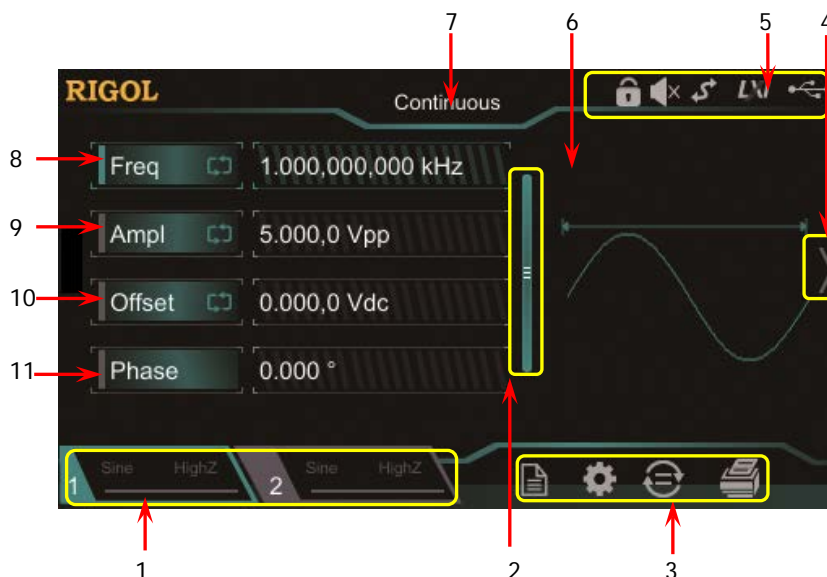 7 6 5 4
RIGOL
Continuous
LXI
8 Freq 1.000,000,000 kHz
9 Ampl 5.000,0 Vpp
10 Offset 0.000,0 Vdc
11 Phase 0.000 °
1 Sine HighZ 2 Sine HighZ
1 2 3